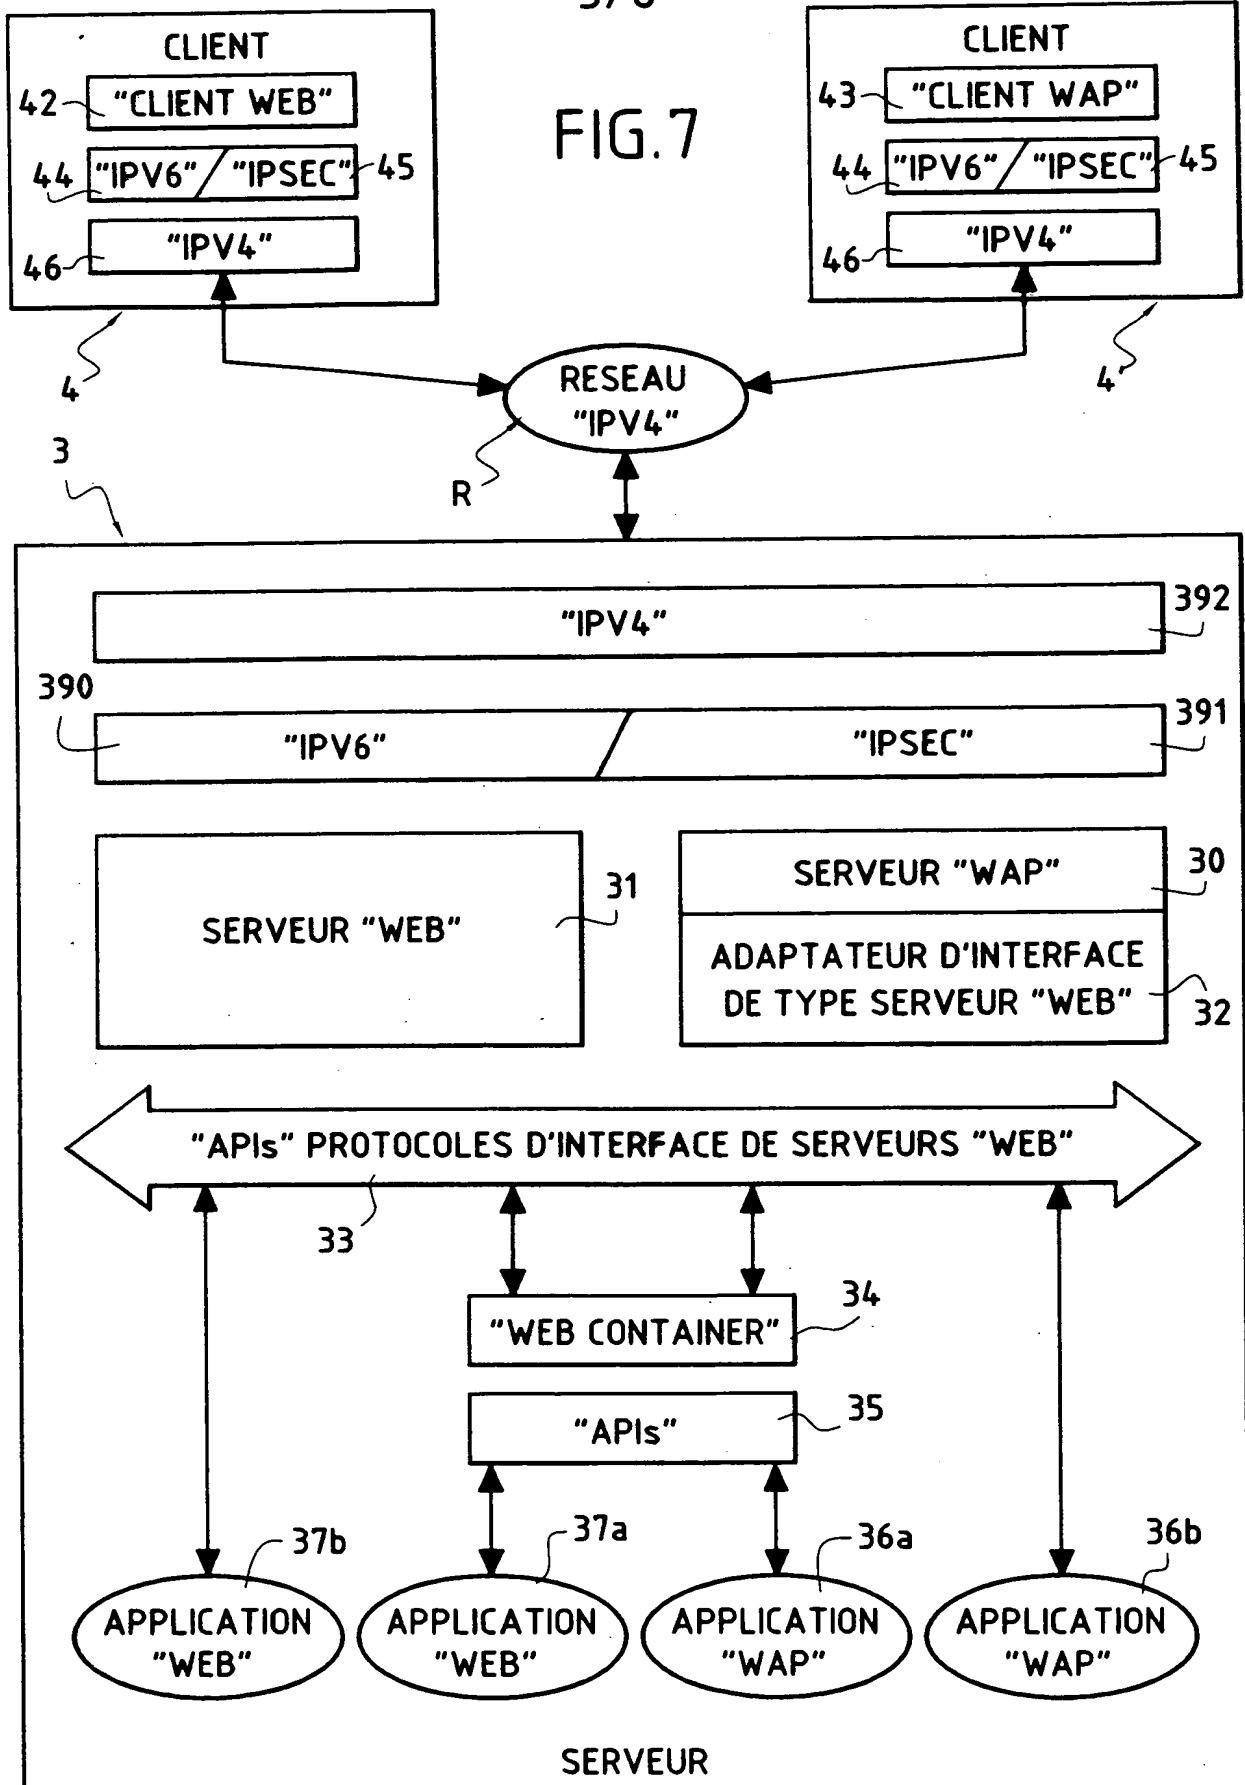 CLIENT
42
"CLIENT WEB"
44
"IPV6"
"IPSEC"
45
"IPV4"
46
4
FIG.7
CLIENT
43
"CLIENT WAP"
44
"IPV6"
"IPSEC"
45
"IPV4"
46
4'
RESEAU
"IPV4"
R
3
"IPV4"
392
390
"IPV6"
"IPSEC"
391
SERVEUR "WEB"
31
SERVEUR "WAP"
30
ADAPTATEUR D'INTERFACE
DE TYPE SERVEUR "WEB"
32
"APIs" PROTOCOLES D'INTERFACE DE SERVEURS "WEB"
33
"WEB CONTAINER"
34
"APIs"
35
37b
37a
36a
36b
APPLICATION
"WEB"
APPLICATION
"WEB"
APPLICATION
"WAP"
APPLICATION
"WAP"
SERVEUR